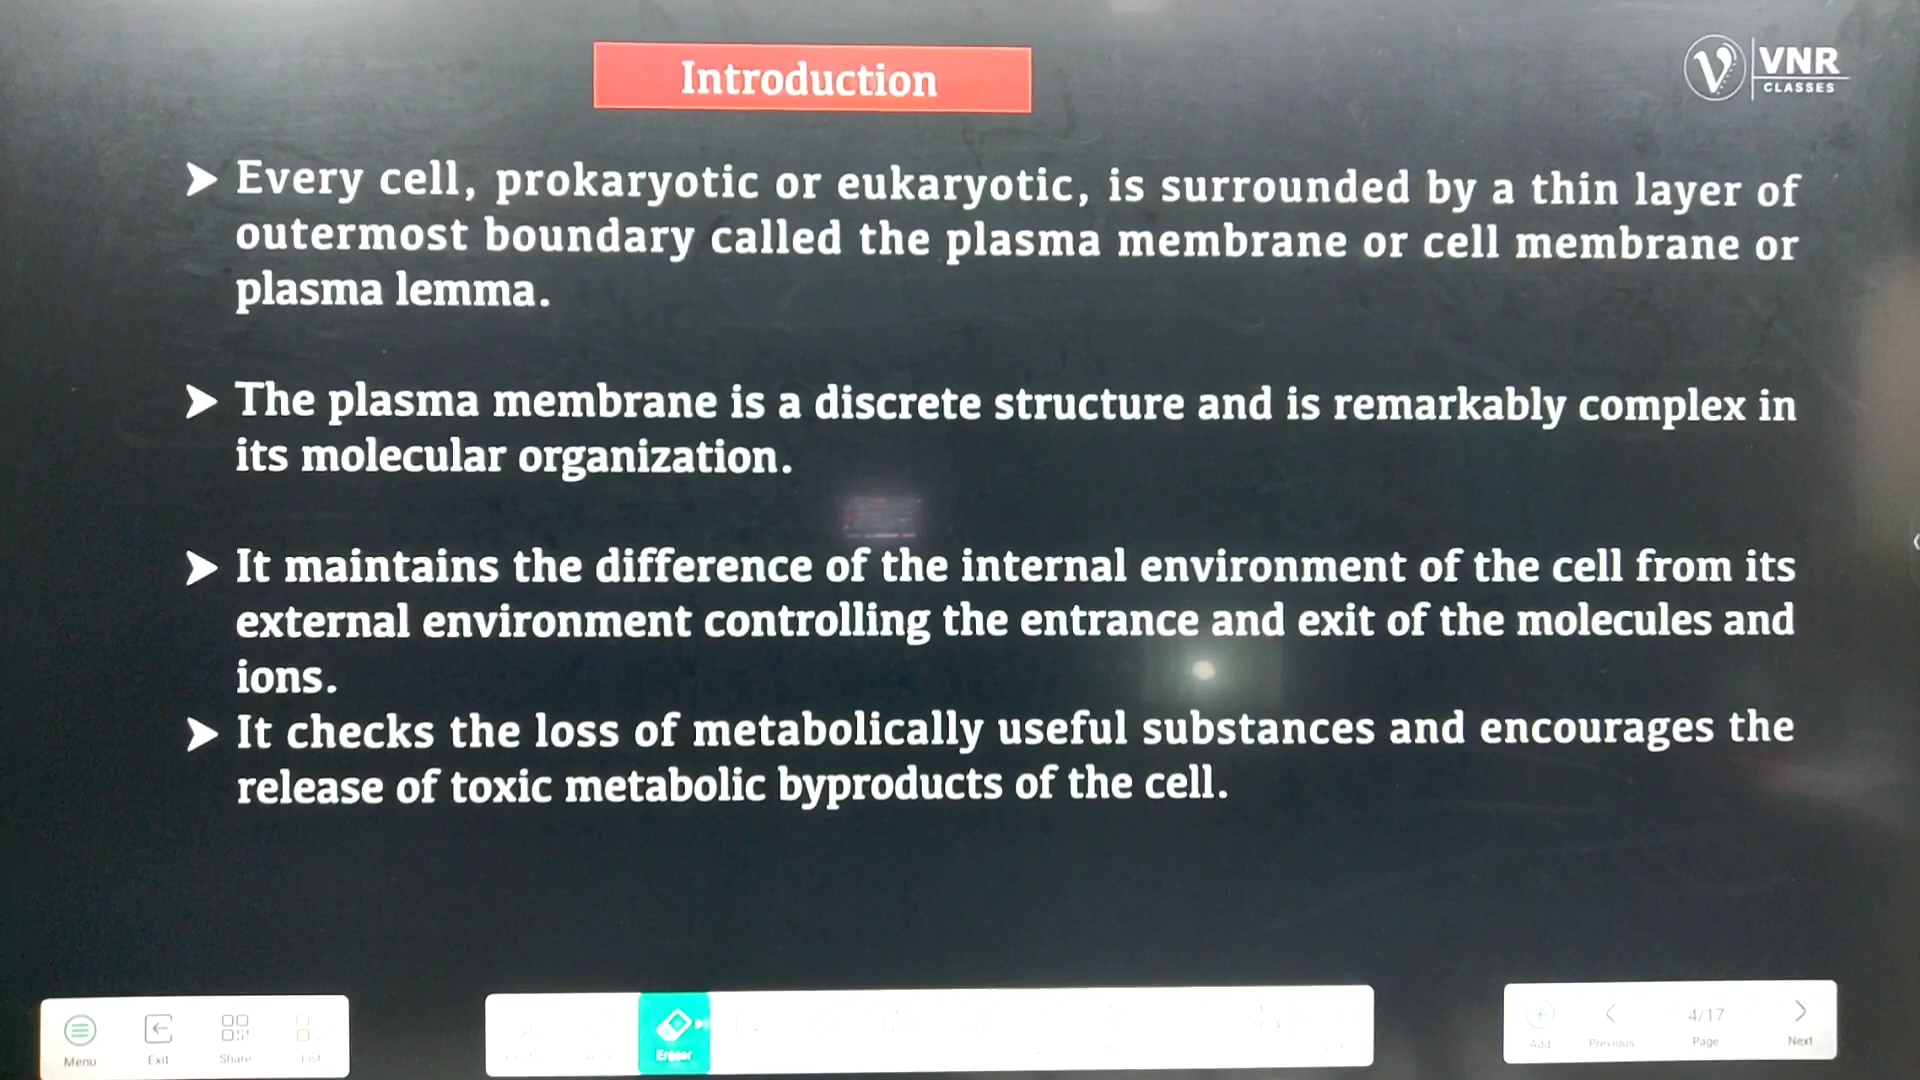 Introduction
VNR
CLASSES
➤ Every cell, prokaryotic or eukaryotic, is surrounded by a thin layer of
outermost boundary called the plasma membrane or cell membrane or
plasma lemma.
➤ The plasma membrane is a discrete structure and is remarkably complex in
its molecular organization.
➤ It maintains the difference of the internal environment of the cell from its
external environment controlling the entrance and exit of the molecules and
ions.
➤ It checks the loss of metabolically useful substances and encourages the
release of toxic metabolic byproducts of the cell.
Menu
Exit
Share
List
Eraser
Add
Previous
4/17
Page
Next